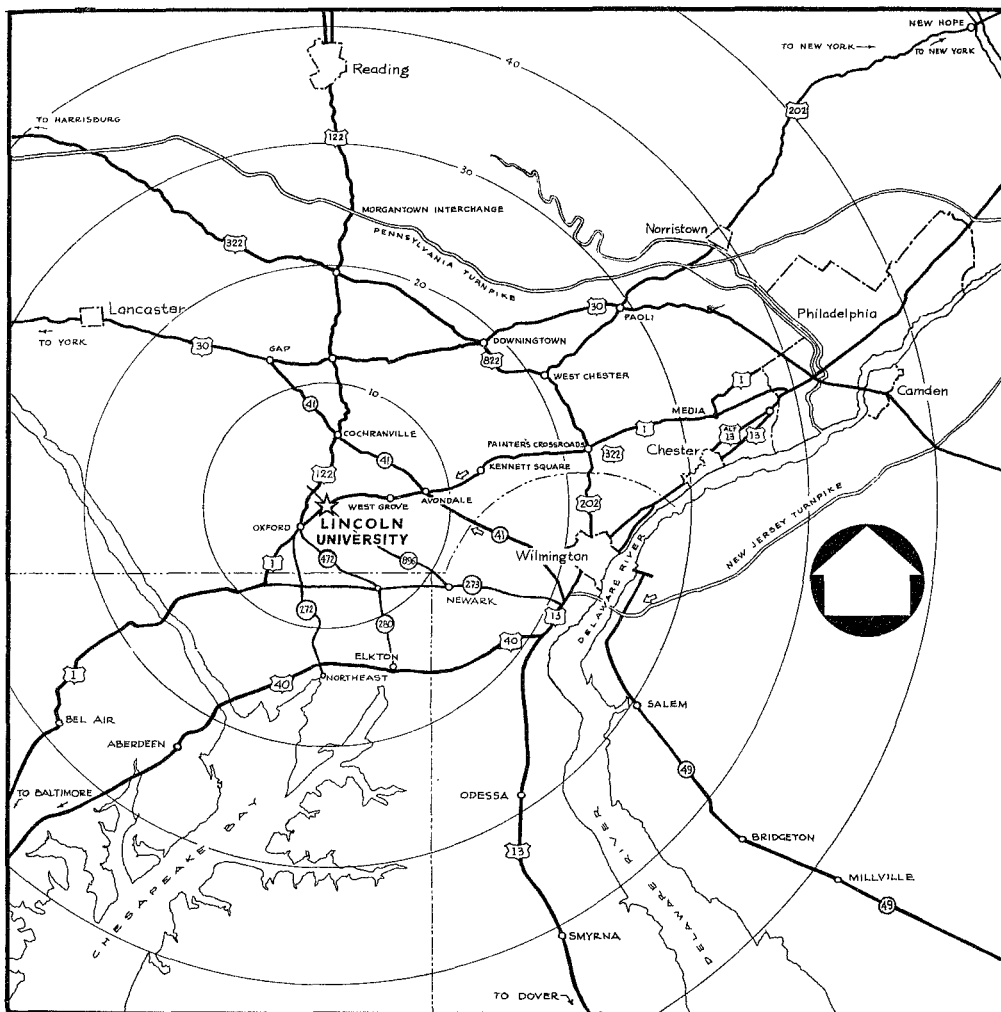 NEW HOPE
TO NEW YORK
TO NEW YORK
40
Reading
202
TO HARRISBURG
122
30
MORGANTOWN INTERCHANGE
PENNSYLVANIA TURNPIKE
Norristown
322
20
Lancaster
30
PAOLI
Philadelphia
TO YORK
30
GAP
DOWNINGTOWN
322
WEST CHESTER
1
Camden
10
41
MEDIA
COCHRANVILLE
PAINTER'S CROSSROADS
1
ALT 13
13
322
Chester
41
KENNETT SQUARE
122
AVONDALE
WEST GROVE
202
OXFORD
LINCOLN
UNIVERSITY
41
Wilmington
NEW JERSEY TURNPIKE
1
472
896
273
NEWARK
DELAWARE RIVER
272
280
13
40
ELKTON
NORTHEAST
40
1
BEL AIR
SALEM
ABERDEEN
49
TO BALTIMORE
ODESSA
CHESAPEAKE BAY
13
DELAWARE RIVER
BRIDGETON
MILLVILLE
49
SMYRNA
TO DOVER